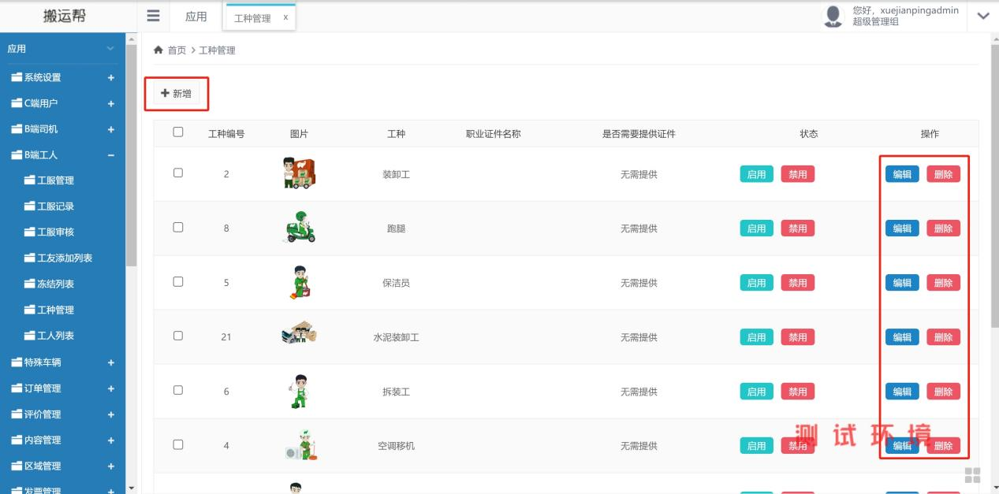 搬运帮
应用
工种管理 x
您好，xuejianpingadmin
超级管理组
应用
系统设置
C端用户
B端司机
B端工人
工服管理
工服记录
工服审核
工友添加列表
冻结列表
工种管理
工人列表
特殊车辆
订单管理
评价管理
内容管理
区域管理
发票管理
首页 > 工种管理
新增
工种编号 图片 工种 职业证件名称 是否需要提供证件 状态 操作
2 装卸工 无需提供 启用 禁用 编辑 删除
8 跑腿 无需提供 启用 禁用 编辑 删除
5 保洁员 无需提供 启用 禁用 编辑 删除
21 水泥装卸工 无需提供 启用 禁用 编辑 删除
6 拆装工 无需提供 启用 禁用 编辑 删除
4 空调移机 无需提供 启用 禁用 编辑 删除
测试环境